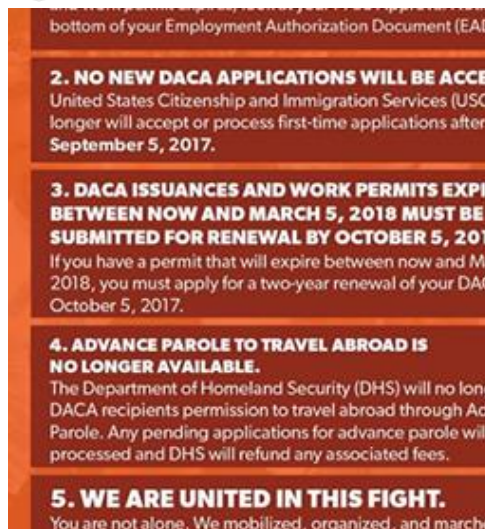 bottom of your Employment Authorization Document (EAD
2. NO NEW DACA APPLICATIONS WILL BE ACCE
United States Citizenship and Immigration Services (USC
longer will accept or process first-time applications after
September 5, 2017.
3. DACA ISSUANCES AND WORK PERMITS EXPI
BETWEEN NOW AND MARCH 5, 2018 MUST BE
SUBMITTED FOR RENEWAL BY OCTOBER 5, 201
If you have a permit that will expire between now and M
2018, you must apply for a two-year renewal of your DAC
October 5, 2017.
4. ADVANCE PAROLE TO TRAVEL ABROAD IS
NO LONGER AVAILABLE.
The Department of Homeland Security (DHS) will no long
DACA recipients permission to travel abroad through Ad
Parole. Any pending applications for advance parole will
processed and DHS will refund any associated fees.
5. WE ARE UNITED IN THIS FIGHT.
You are not alone. We mobilized, organized, and marche